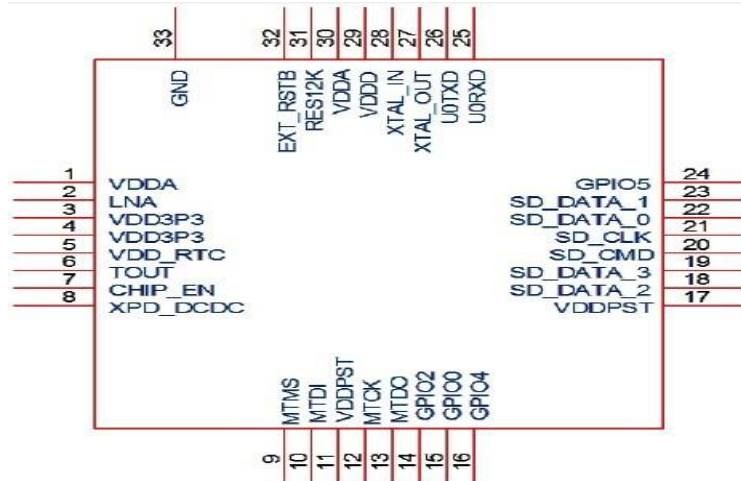 33 32 31 30 29 28 27 26 25
GND EXT_RSTB RES12K VDDA VDDD XTAL_IN XTAL_OUT U0TXD U0RXD
1 VDDA
2 LNA
3 VDD3P3
4 VDD3P3
5 VDD_RTC
6 TOUT
7 CHIP_EN
8 XPD_DCDC
GPIO5 24
SD_DATA_1 23
SD_DATA_0 22
SD_CLK 21
SD_CMD 20
SD_DATA_3 19
SD_DATA_2 18
VDDPST 17
MTMS MTDI VDDPST MTCK MTDO GPIO2 GPIO0 GPIO4
9 10 11 12 13 14 15 16